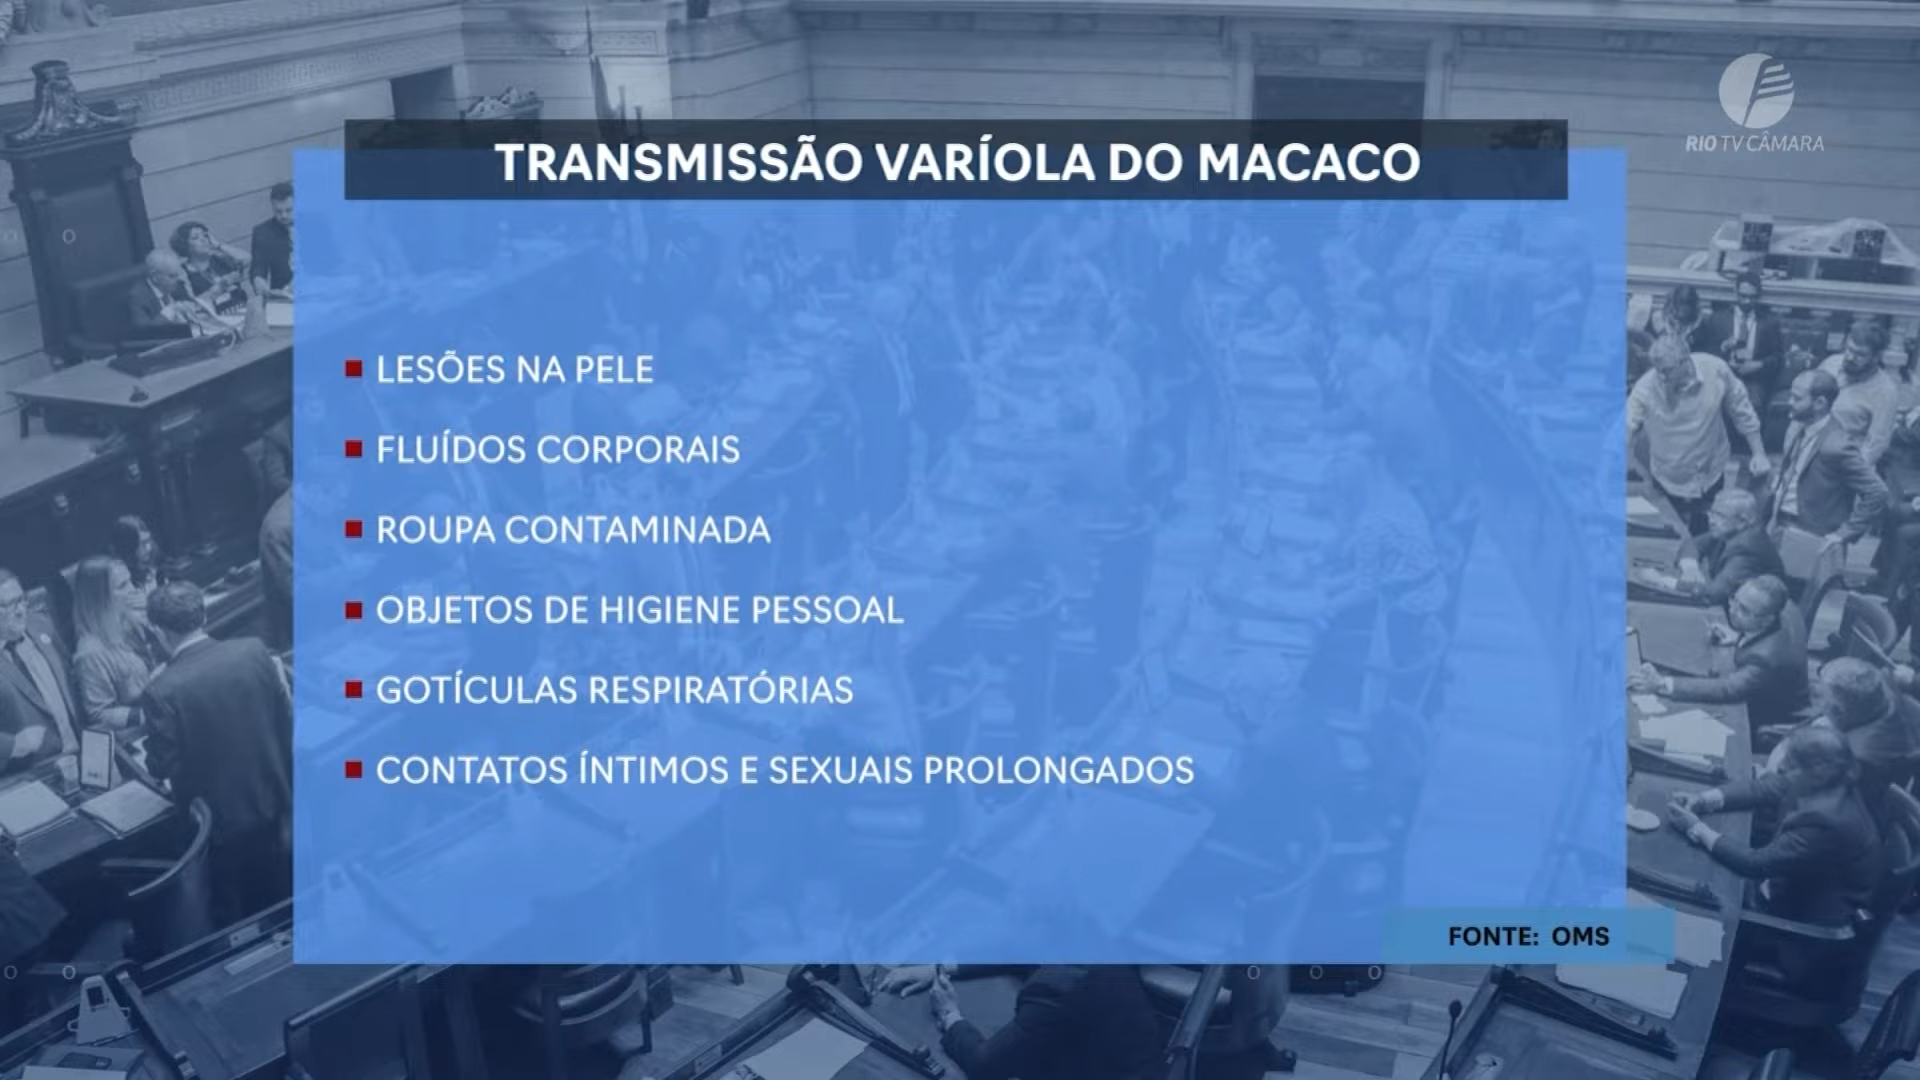 RIO TV CÂMARA
TRANSMISSÃO VARÍOLA DO MACACO
LESÕES NA PELE
FLUÍDOS CORPORAIS
ROUPA CONTAMINADA
OBJETOS DE HIGIENE PESSOAL
GOTÍCULAS RESPIRATÓRIAS
CONTATOS ÍNTIMOS E SEXUAIS PROLONGADOS
FONTE: OMS